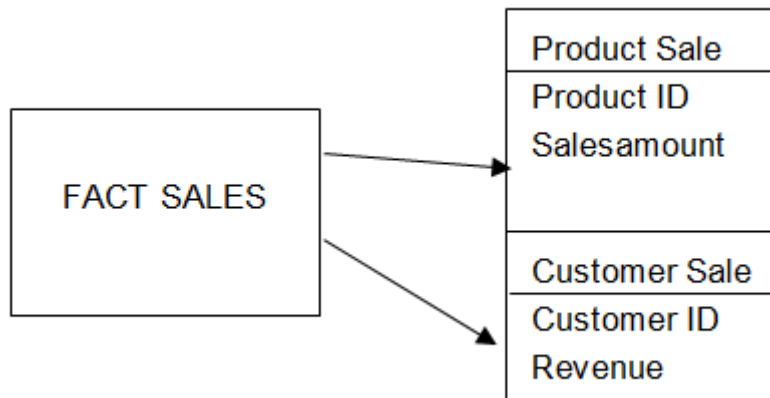 FACT SALES
Product Sale
Product ID
Salesamount
Customer Sale
Customer ID
Revenue